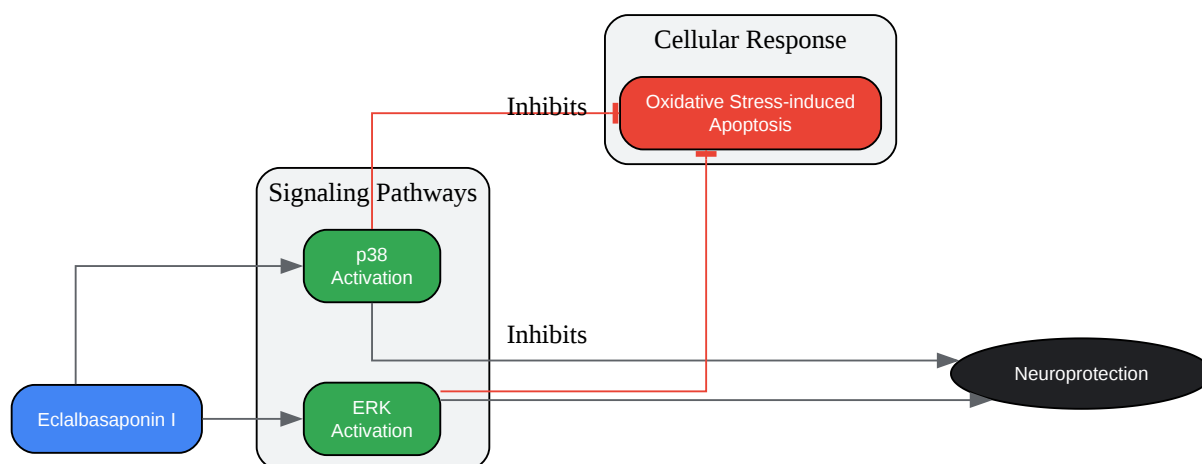 Cellular Response
Oxidative Stress-induced
Apoptosis
Inhibits
Signaling Pathways
p38
Activation
Inhibits
Neuroprotection
Eclalbasaponin I
ERK
Activation